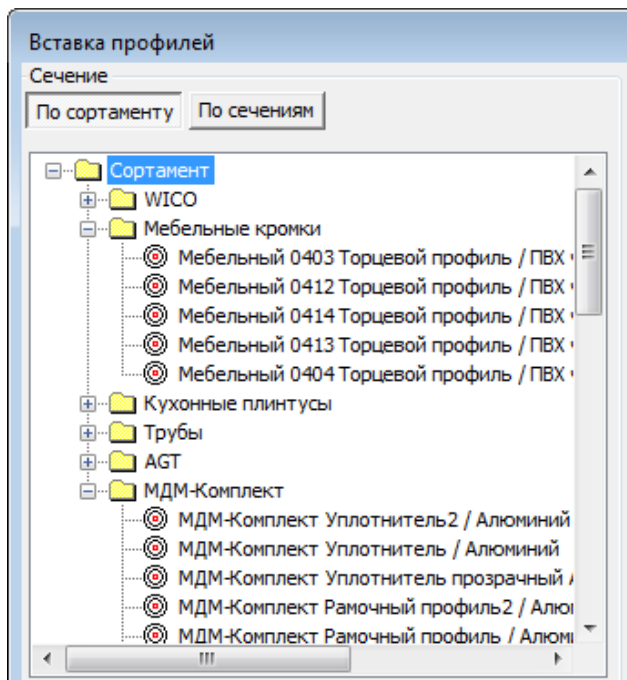 Вставка профилей
Сечение
По сортаменту По сечениям
Сортамент
WICO
Мебельные кромки
Мебельный 0403 Торцевой профиль / ПВХ
Мебельный 0412 Торцевой профиль / ПВХ
Мебельный 0414 Торцевой профиль / ПВХ
Мебельный 0413 Торцевой профиль / ПВХ
Мебельный 0404 Торцевой профиль / ПВХ
Кухонные плинтусы
Трубы
AGT
МДМ-Комплект
МДМ-Комплект Уплотнитель2 / Алюминий
МДМ-Комплект Уплотнитель / Алюминий
МДМ-Комплект Уплотнитель прозрачный /
МДМ-Комплект Рамочный профиль2 / Алю
МДМ-Комплект Рамочный профиль / Алюм